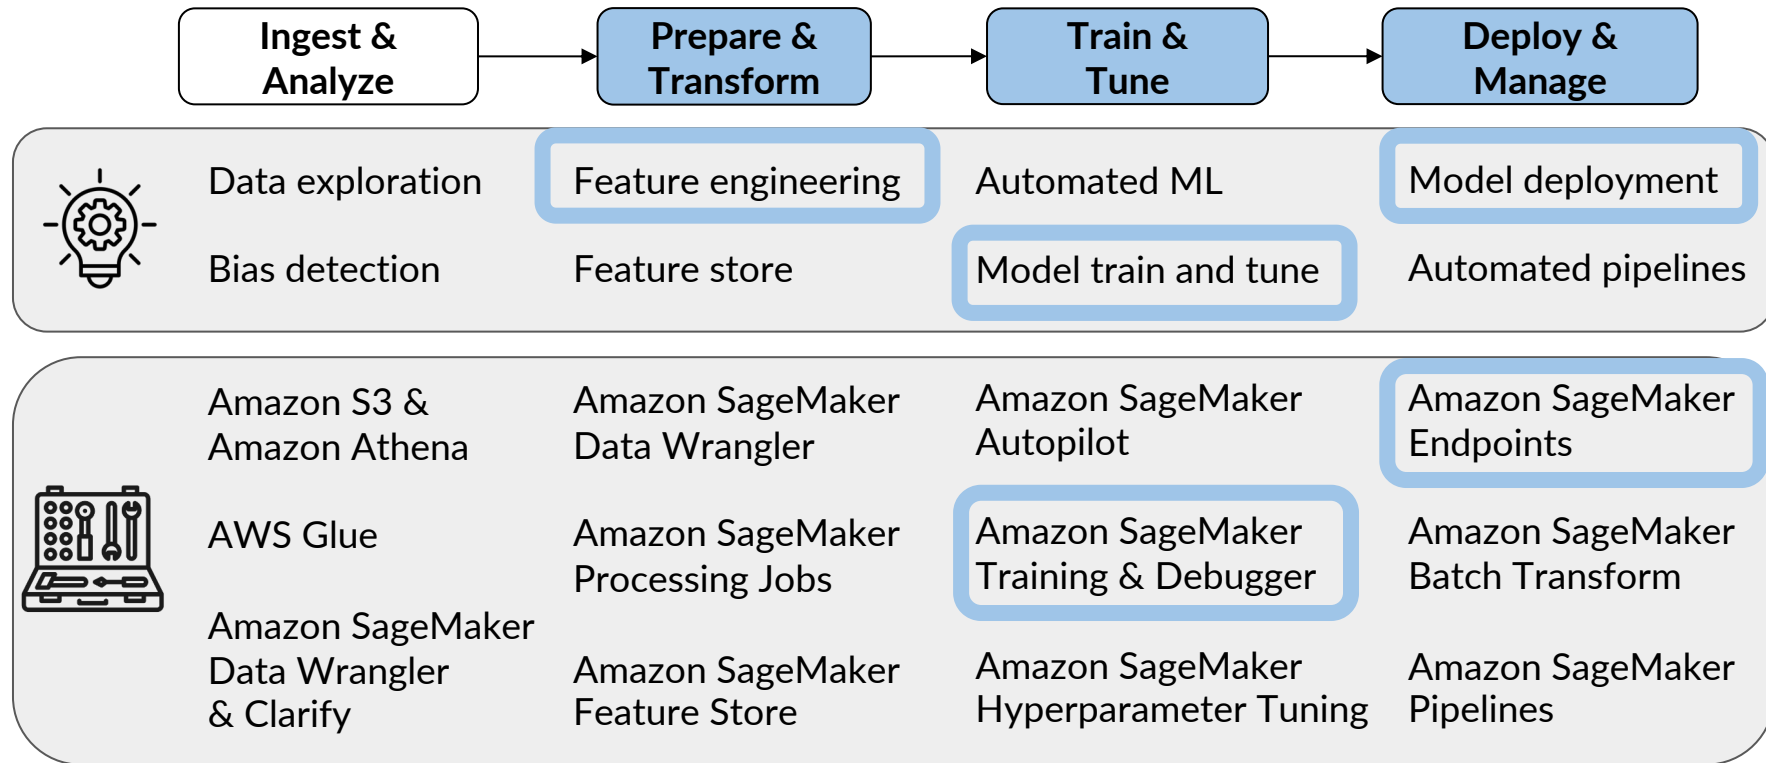 Ingest &
Analyze
Prepare &
Transform
Train &
Tune
Deploy &
Manage
Data exploration
Feature engineering
Automated ML
Model deployment
Bias detection
Feature store
Model train and tune
Automated pipelines
Amazon S3 &
Amazon Athena
Amazon SageMaker
Data Wrangler
Amazon SageMaker
Autopilot
Amazon SageMaker
Endpoints
AWS Glue
Amazon SageMaker
Processing Jobs
Amazon SageMaker
Training & Debugger
Amazon SageMaker
Batch Transform
Amazon SageMaker
Data Wrangler
& Clarify
Amazon SageMaker
Feature Store
Amazon SageMaker
Hyperparameter Tuning
Amazon SageMaker
Pipelines